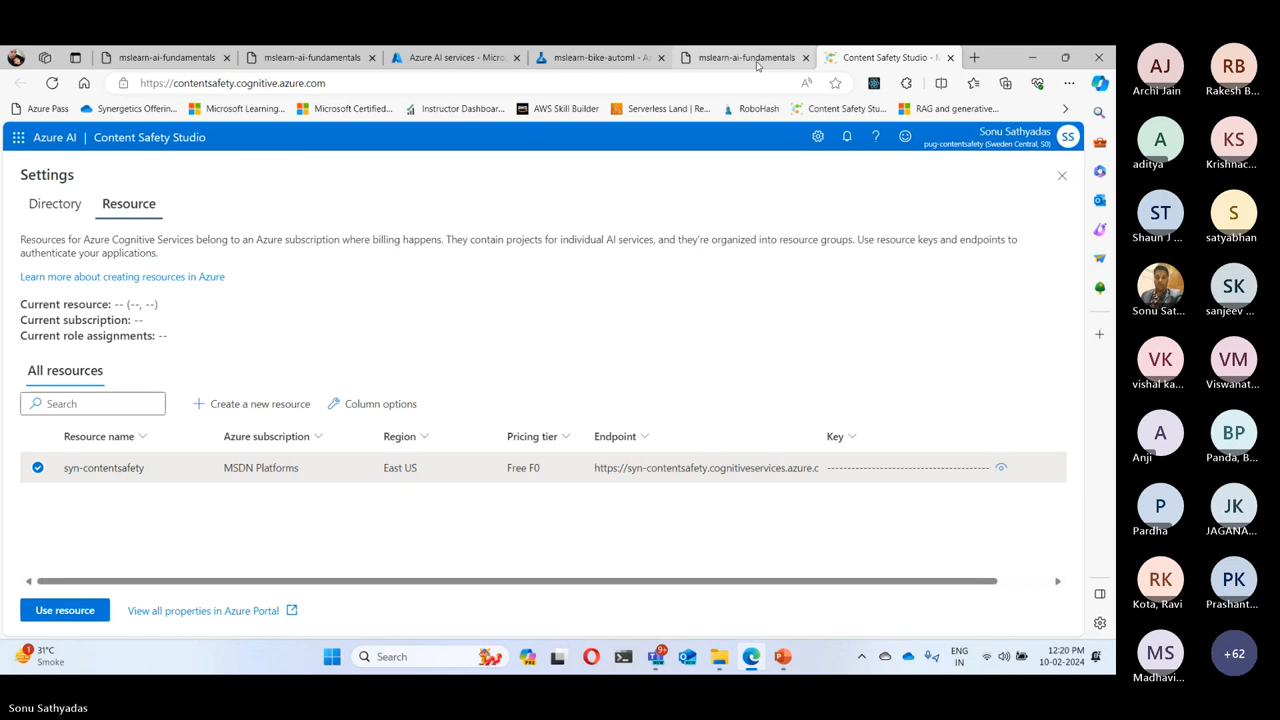 mslearn-ai-fundamentals
mslearn-ai-fundamentals
Azure AI services - Micro
mslearn-bike-automl - A
mslearn-ai-fundamentals
Content Safety Studio -
https://contentsafety.cognitive.azure.com
Azure Pass
Synergetics Offerin...
Microsoft Learning...
Microsoft Certified...
Instructor Dashboar...
AWS Skill Builder
Serverless Land | Re...
RoboHash
Content Safety Stu...
RAG and generative...
Azure AI | Content Safety Studio
Sonu Sathyadas
pug-contentsafety (Sweden Central, S0)
SS
Settings
Directory
Resource
Resources for Azure Cognitive Services belong to an Azure subscription where billing happens. They contain projects for individual AI services, and they're organized into resource groups. Use resource keys and endpoints to
authenticate your applications.
Learn more about creating resources in Azure
Current resource: -- (--, --)
Current subscription: --
Current role assignments: --
All resources
Search
Create a new resource
Column options
Resource name
Azure subscription
Region
Pricing tier
Endpoint
Key
syn-contentsafety
MSDN Platforms
East US
Free F0
https://syn-contentsafety.cognitiveservices.azure.c
----------------------------------------
Use resource
View all properties in Azure Portal
1
31°C
Smoke
Search
9+
ENG
IN
12:20 PM
10-02-2024
AJ
Archi Jain
RB
Rakesh B...
A
aditya
KS
Krishnac...
ST
Shaun J ...
S
satyabhan
Sonu Sat...
SK
sanjeev ...
VK
vishal ka...
VM
Viswanat...
A
Anji
BP
Panda, B...
P
Pardha
JK
JAGANA...
RK
Kota, Ravi
PK
Prashant...
MS
Madhavi...
+62
Sonu Sathyadas